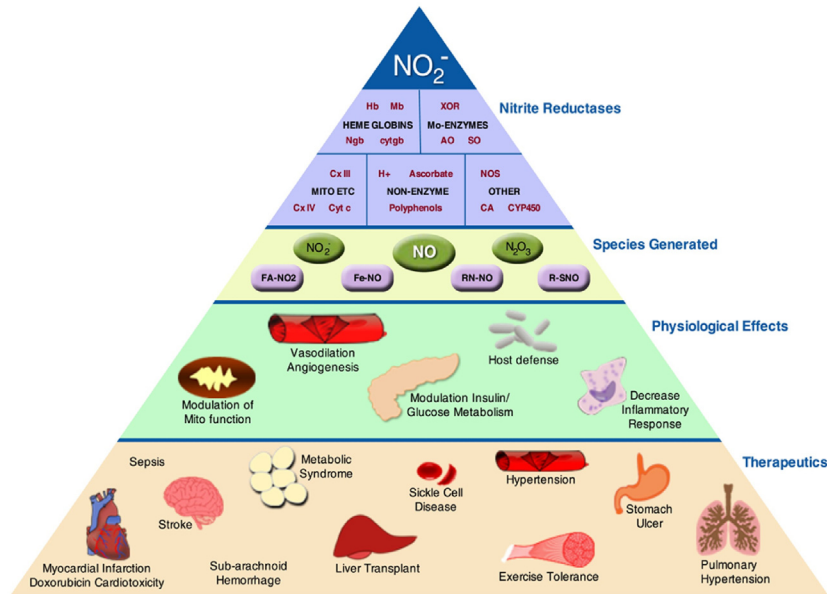 NO₂⁻
Nitrite Reductases
Hb Mb
HEME GLOBINS
Ngb cytgb
XOR
Mo-ENZYMES
AO SO
Cx III
MITO ETC
Cx IV Cyt c
H+ Ascorbate
NON-ENZYME
Polyphenols
NOS
OTHER
CA CYP450
Species Generated
NO₂·
NO
N₂O₃
FA-NO2
Fe-NO
RN-NO
R-SNO
Physiological Effects
Vasodilation
Angiogenesis
Host defense
Modulation of
Mito function
Modulation Insulin/
Glucose Metabolism
Decrease
Inflammatory
Response
Therapeutics
Sepsis
Stroke
Metabolic
Syndrome
Sickle Cell
Disease
Hypertension
Stomach
Ulcer
Myocardial Infarction
Doxorubicin Cardiotoxicity
Sub-arachnoid
Hemorrhage
Liver Transplant
Exercise Tolerance
Pulmonary
Hypertension